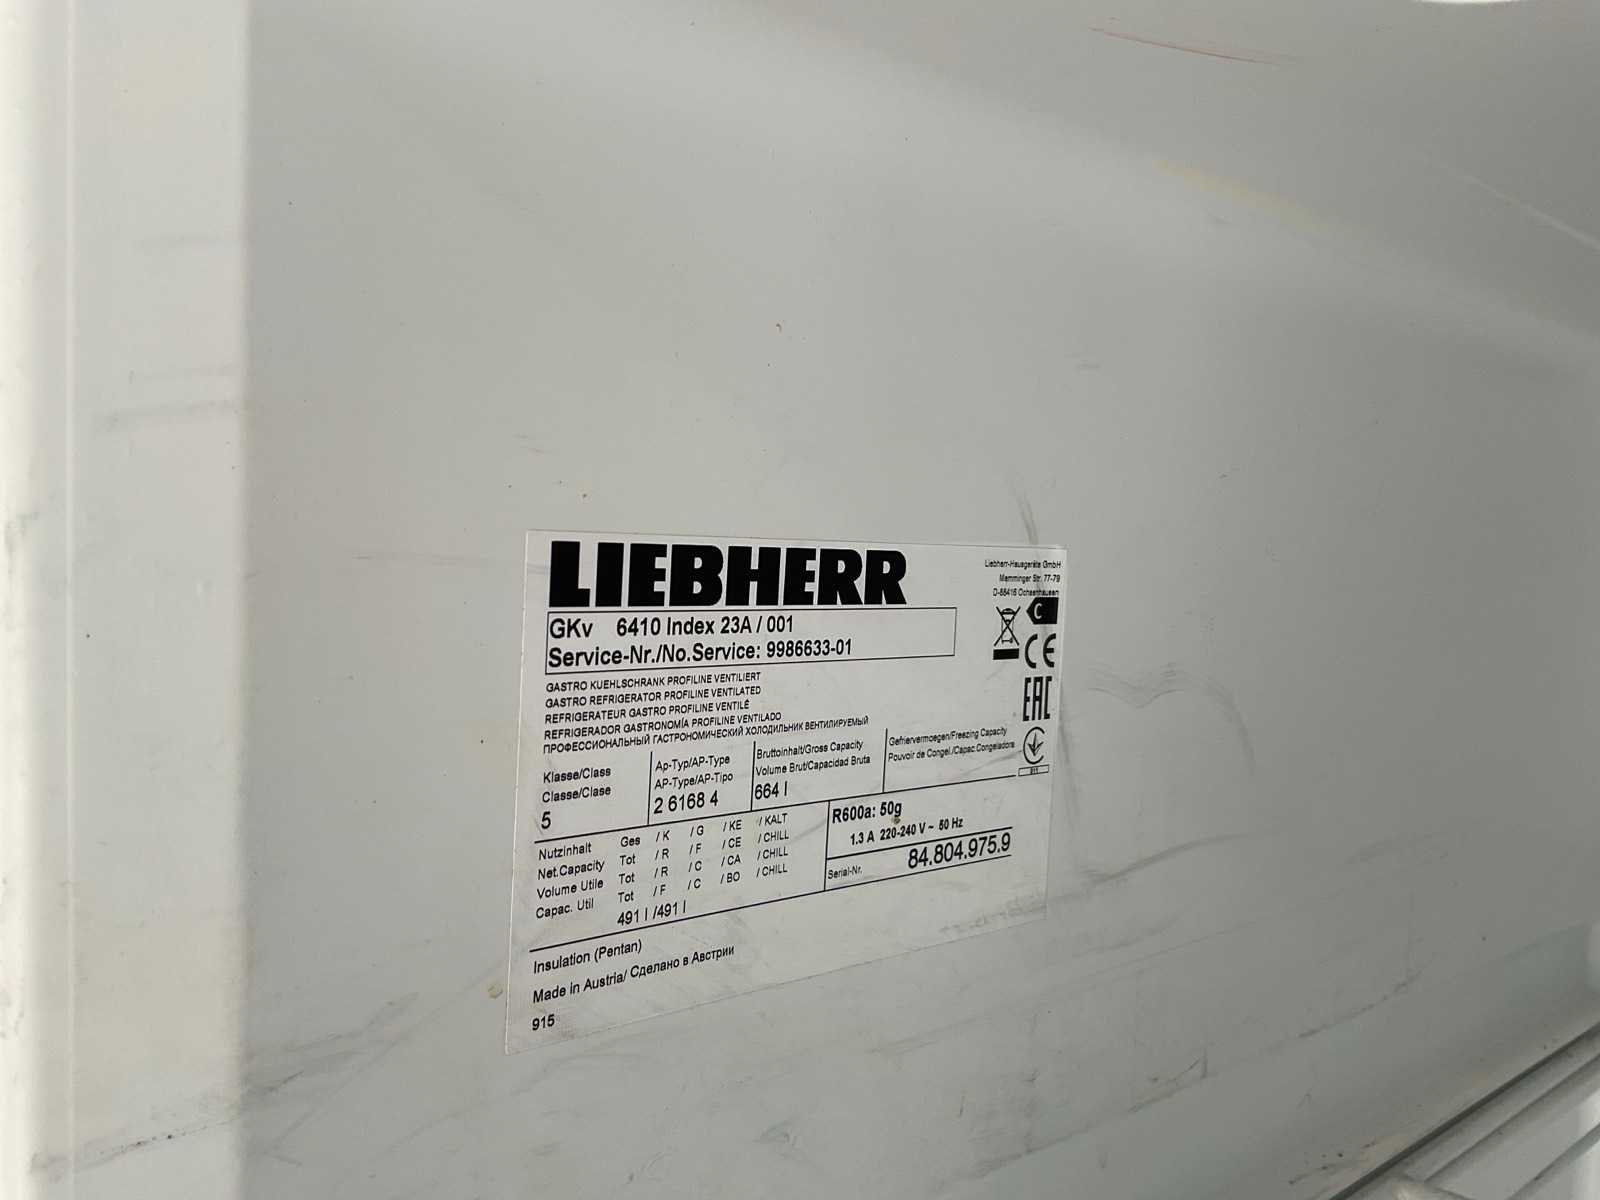 LIEBHERR
Liebherr-Hausgeräte GmbH
Memminger Str. 77-79
D-88416 Ochsenhausen
GKv 6410 Index 23A / 001
Service-Nr./No.Service: 9986633-01
C
CE
EAC
GASTRO KUEHLSCHRANK PROFILINE VENTILIERT
GASTRO REFRIGERATOR PROFILINE VENTILATED
REFRIGERATEUR GASTRO PROFILINE VENTILÉ
REFRIGERADOR GASTRONOMÍA PROFILINE VENTILADO
ПРОФЕССИОНАЛЬНЫЙ ГАСТРОНОМИЧЕСКИЙ ХОЛОДИЛЬНИК ВЕНТИЛИРУЕМЫЙ
Klasse/Class
Classe/Clase
5
Ap-Typ/AP-Type
AP-Type/AP-Tipo
2 6168 4
Bruttoinhalt/Gross Capacity
Volume Brut/Capacidad Bruta
664 l
Gefriervermoegen/Freezing Capacity
Pouvoir de Congel./Capac.Congeladora
Nutzinhalt Ges /K /G /KE /KALT
Net.Capacity Tot /R /F /CE /CHILL
Volume Utile Tot /R /C /CA /CHILL
Capac. Util Tot /F /C /BO /CHILL
491 l /491 l
R600a: 50g
1.3 A 220-240 V ~ 50 Hz
Serial-Nr. 84.804.975.9
Insulation (Pentan)
Made in Austria/ Сделано в Австрии
915